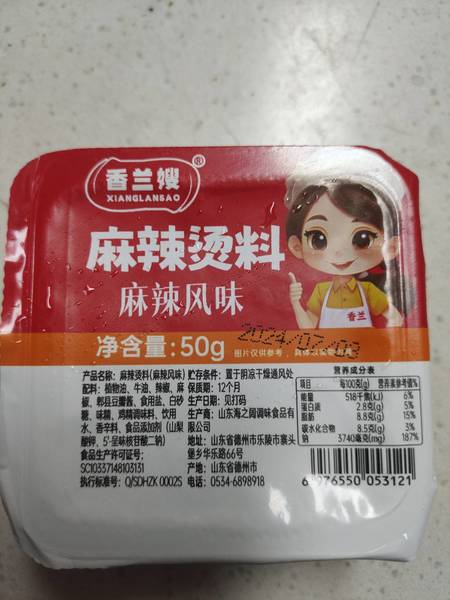 香兰嫂®
XIANGLANSAO
麻辣烫料
麻辣风味
香兰
净含量:50g
2024/07/03
图片仅供参考，
产品名称：麻辣烫料(麻辣风味)
配料：植物油、牛油、辣椒、麻
椒、郫县豆瓣酱、食用盐、白砂
糖、味精、鸡精调味料、饮用
水、香辛料、食品添加剂（山梨
酸钾、5'-呈味核苷酸二钠）
食品生产许可证号：
SC10337148103131
执行标准号：Q/SDHZK 0002S
贮存条件：置于阴凉干燥通风处
保质期：12个月
生产日期：见打码
生产商：山东海之阔调味食品有
限公司
地址：山东省德州市乐陵市寨头
堡乡华乐路66号
产地：山东省德州市
电话：0534-6898918
营养成分表
项目 每100克(g) 营养素参考值%
能量 518千焦(kJ) 6%
蛋白质 2.8克(g) 5%
脂肪 8.8克(g) 15%
碳水化合物 8.5克(g) 3%
钠 3740毫克(mg) 187%
6 976550 053121